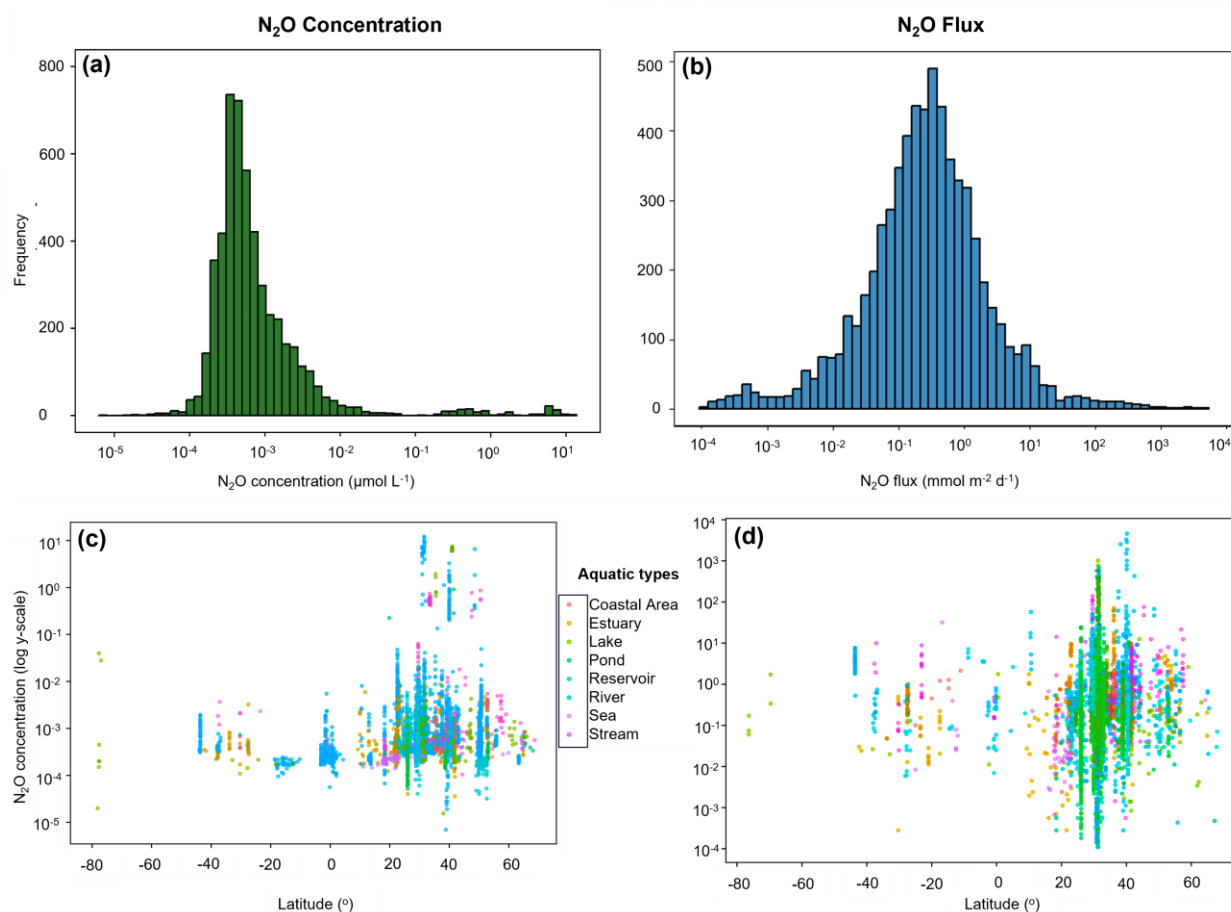 N₂O Concentration
N₂O Flux
(a)
800
600
400
200
0
Frequency
10⁻⁵ 10⁻⁴ 10⁻³ 10⁻² 10⁻¹ 10⁰ 10¹
N₂O concentration (µmol L⁻¹)
(b)
500
400
300
200
100
0
10⁻⁴ 10⁻³ 10⁻² 10⁻¹ 10⁰ 10¹ 10² 10³ 10⁴
N₂O flux (mmol m⁻² d⁻¹)
(c)
10¹
10⁰
10⁻¹
10⁻²
10⁻³
10⁻⁴
10⁻⁵
N₂O concentration (log y-scale)
-80 -60 -40 -20 0 20 40 60
Latitude (°)
Aquatic types
Coastal Area
Estuary
Lake
Pond
Reservoir
River
Sea
Stream
(d)
10⁴
10³
10²
10¹
10⁰
10⁻¹
10⁻²
10⁻³
10⁻⁴
-80 -60 -40 -20 0 20 40 60
Latitude (°)